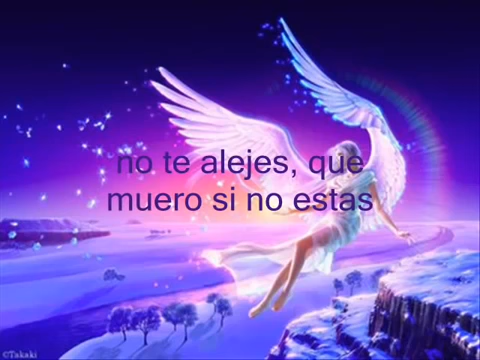 no te alejes, que
muero si no estas
©Takaki